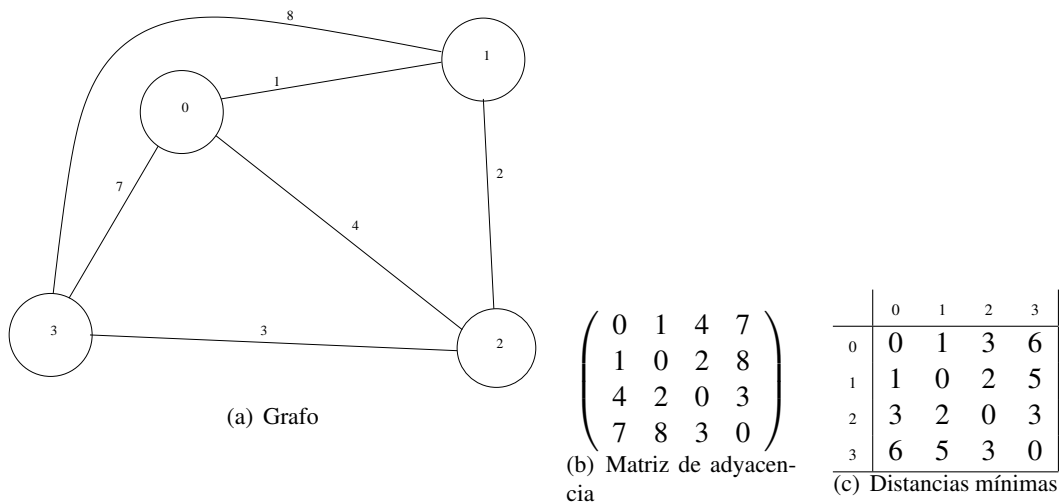 8
1
1
0
7
2
4
3
3
2
(a) Grafo
0 1 4 7
1 0 2 8
4 2 0 3
7 8 3 0
(b) Matriz de adyacen-
cia
0 1 2 3
0 0 1 3 6
1 1 0 2 5
2 3 2 0 3
3 6 5 3 0
(c) Distancias mínimas